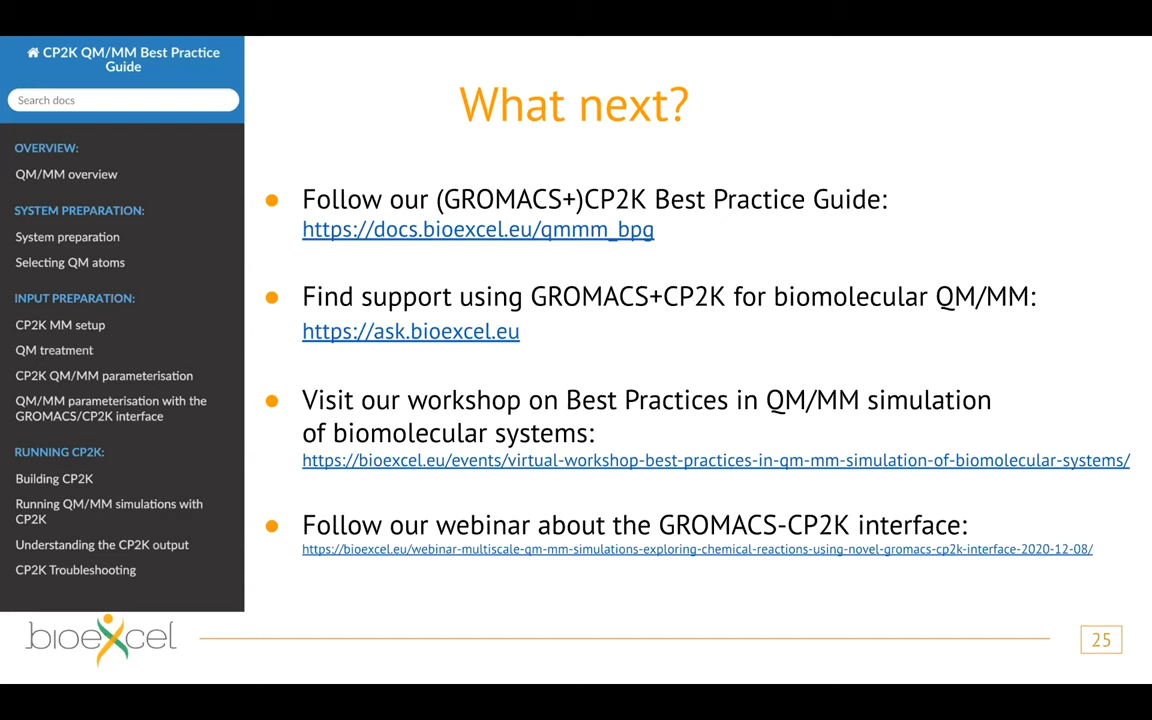 CP2K QM/MM Best Practice
Guide
Search docs
OVERVIEW:
QM/MM overview
SYSTEM PREPARATION:
System preparation
Selecting QM atoms
INPUT PREPARATION:
CP2K MM setup
QM treatment
CP2K QM/MM parameterisation
QM/MM parameterisation with the
GROMACS/CP2K interface
RUNNING CP2K:
Building CP2K
Running QM/MM simulations with
CP2K
Understanding the CP2K output
CP2K Troubleshooting
What next?
Follow our (GROMACS+)CP2K Best Practice Guide:
https://docs.bioexcel.eu/qmmm_bpg
Find support using GROMACS+CP2K for biomolecular QM/MM:
https://ask.bioexcel.eu
Visit our workshop on Best Practices in QM/MM simulation
of biomolecular systems:
https://bioexcel.eu/events/virtual-workshop-best-practices-in-qm-mm-simulation-of-biomolecular-systems/
Follow our webinar about the GROMACS-CP2K interface:
https://bioexcel.eu/webinar-multiscale-qm-mm-simulations-exploring-chemical-reactions-using-novel-gromacs-cp2k-interface-2020-12-08/
bioexcel
25